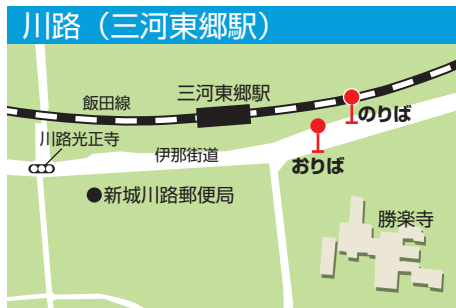 川路（三河東郷駅）
三河東郷駅
飯田線
のりば
川路光正寺
伊那街道
おりば
●新城川路郵便局
勝楽寺